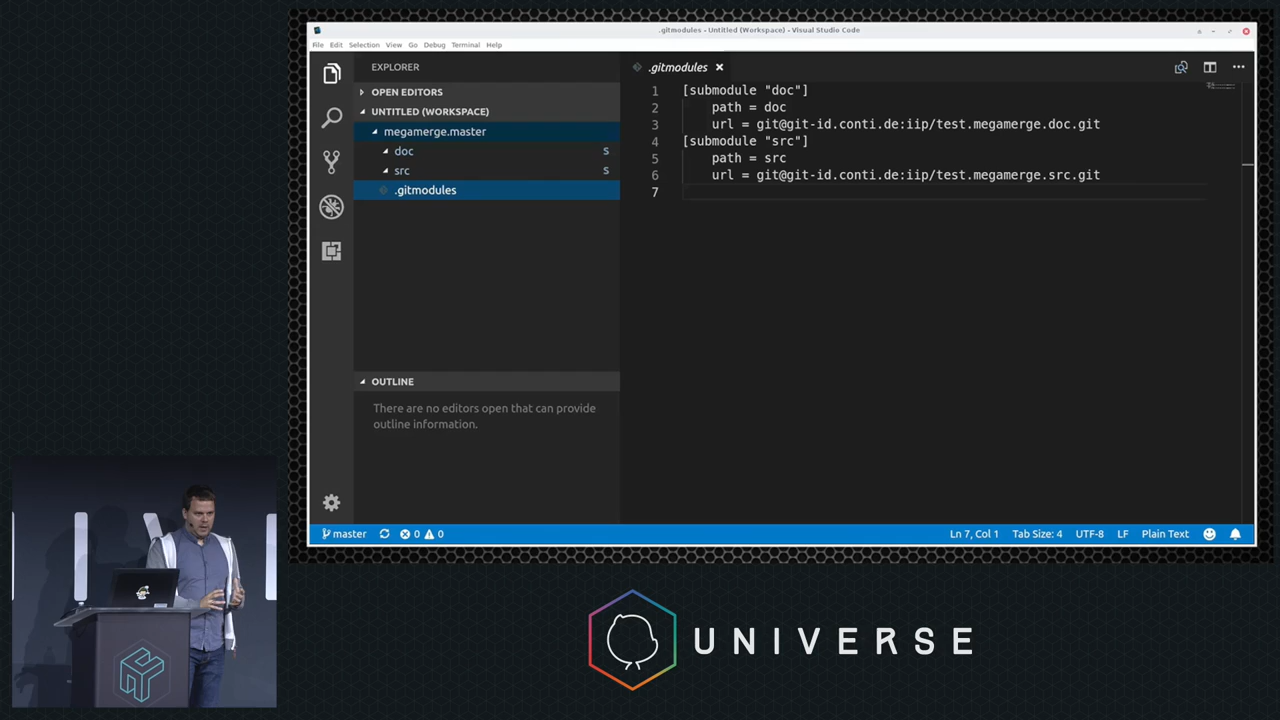 .gitmodules - Untitled (Workspace) - Visual Studio Code
File Edit Selection View Go Debug Terminal Help
EXPLORER
OPEN EDITORS
UNTITLED (WORKSPACE)
megamerge.master
doc S
src S
.gitmodules
OUTLINE
There are no editors open that can provide
outline information.
.gitmodules ×
1 [submodule "doc"]
2 path = doc
3 url = git@git-id.conti.de:iip/test.megamerge.doc.git
4 [submodule "src"]
5 path = src
6 url = git@git-id.conti.de:iip/test.megamerge.src.git
7
master 0 0 Ln 7, Col 1 Tab Size: 4 UTF-8 LF Plain Text
UNIVERSE